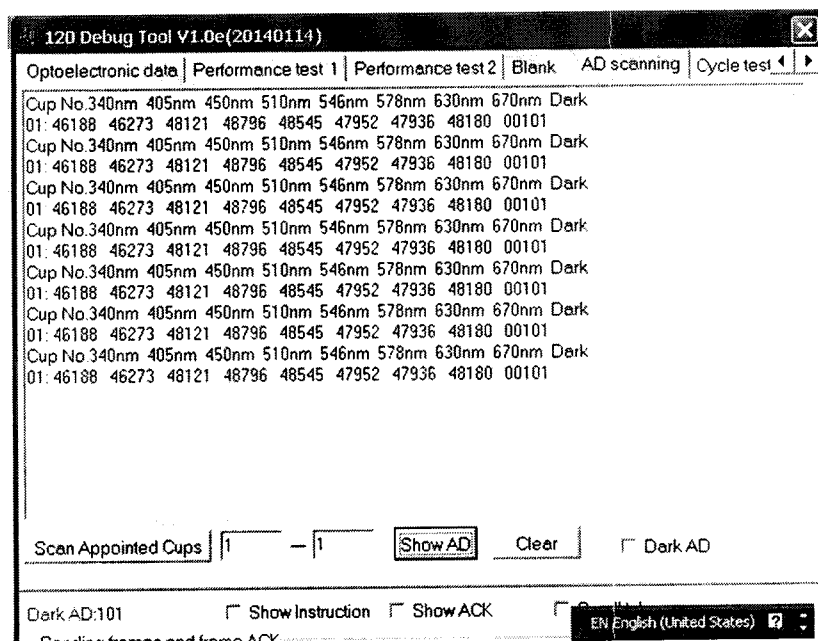 120 Debug Tool V1.0e(20140114)
Optoelectronic data Performance test 1 Performance test 2 Blank AD scanning Cycle test
Cup No.340nm 405nm 450nm 510nm 546nm 578nm 630nm 670nm Dark
01: 46188 46273 48121 48796 48545 47952 47936 48180 00101
Cup No.340nm 405nm 450nm 510nm 546nm 578nm 630nm 670nm Dark
01: 46188 46273 48121 48796 48545 47952 47936 48180 00101
Cup No.340nm 405nm 450nm 510nm 546nm 578nm 630nm 670nm Dark
01: 46188 46273 48121 48796 48545 47952 47936 48180 00101
Cup No.340nm 405nm 450nm 510nm 546nm 578nm 630nm 670nm Dark
01: 46188 46273 48121 48796 48545 47952 47936 48180 00101
Cup No.340nm 405nm 450nm 510nm 546nm 578nm 630nm 670nm Dark
01: 46188 46273 48121 48796 48545 47952 47936 48180 00101
Cup No.340nm 405nm 450nm 510nm 546nm 578nm 630nm 670nm Dark
01: 46188 46273 48121 48796 48545 47952 47936 48180 00101
Cup No.340nm 405nm 450nm 510nm 546nm 578nm 630nm 670nm Dark
01: 46188 46273 48121 48796 48545 47952 47936 48180 00101
Scan Appointed Cups 1 — 1 Show AD Clear Dark AD
Dark AD:101 Show Instruction Show ACK
EN English (United States)
Sending frames and frame ACK